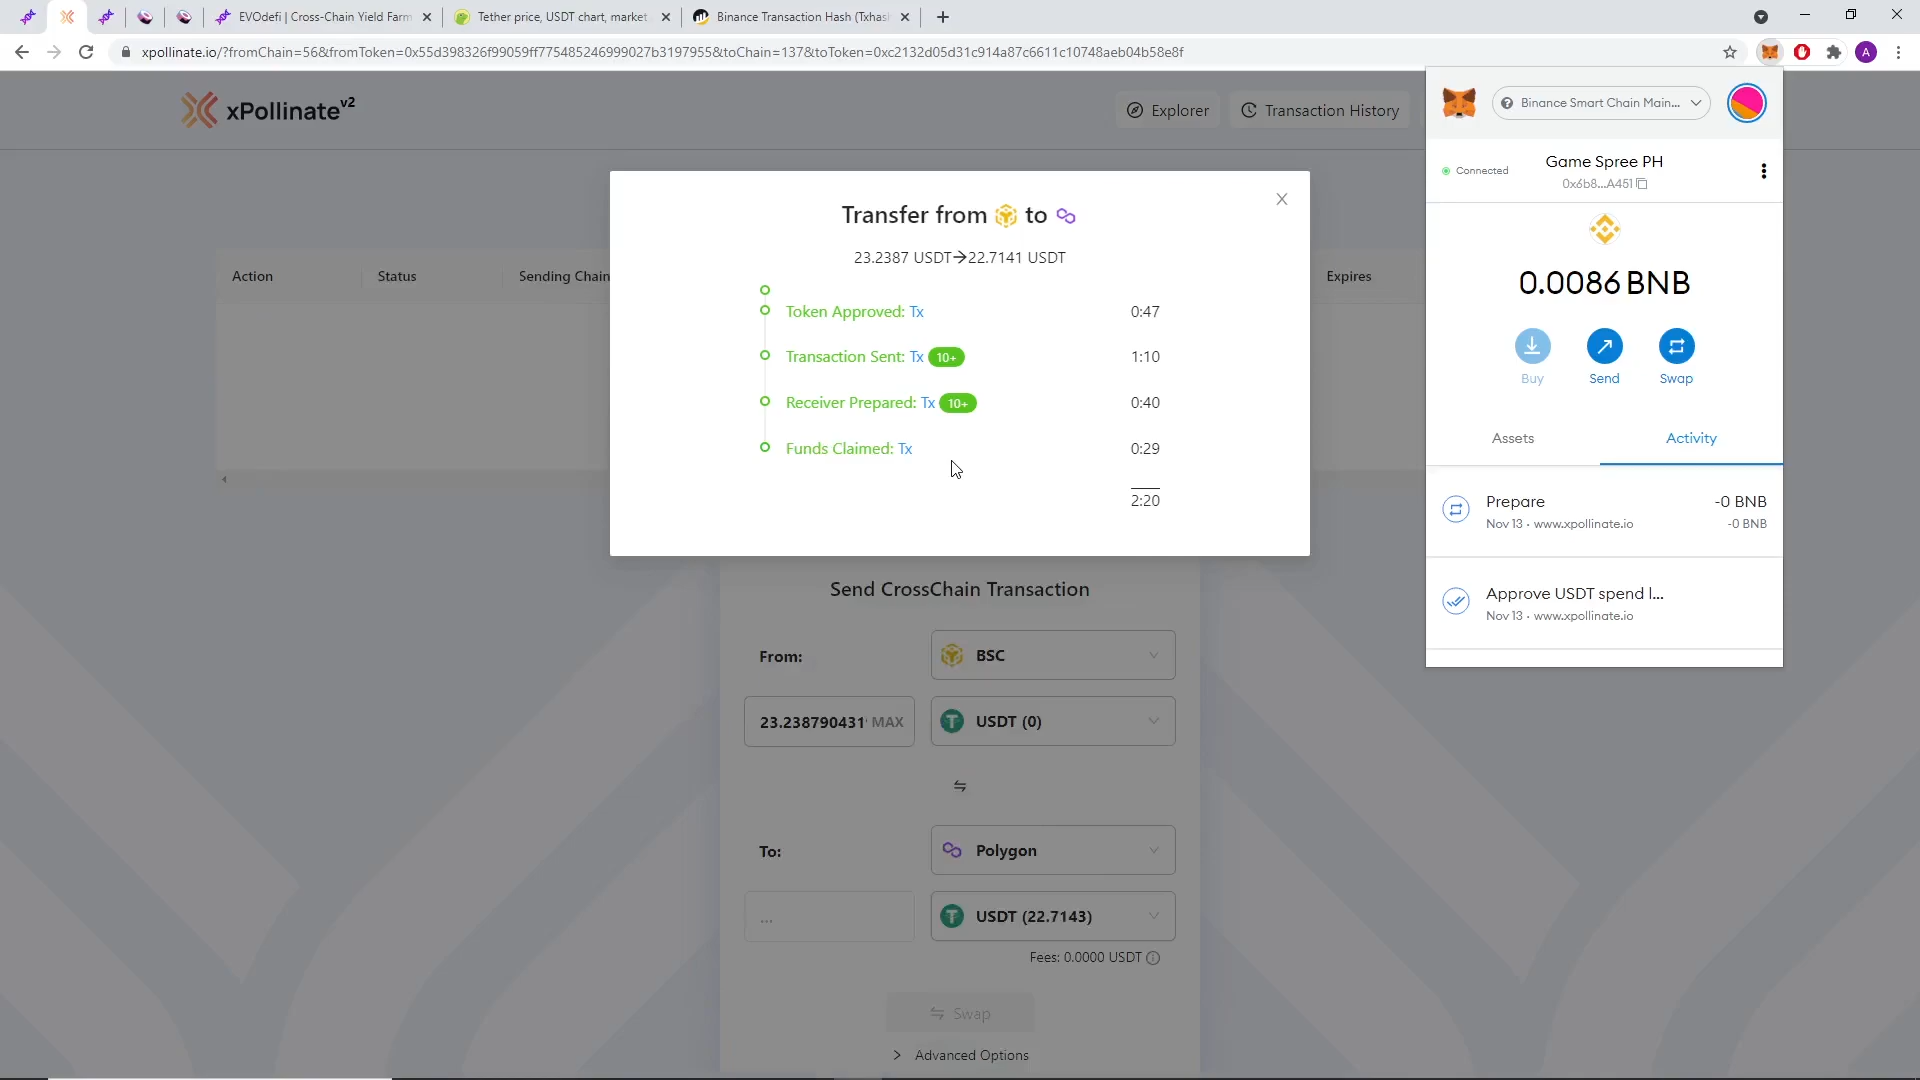 EVOdefi | Cross-Chain Yield Farm
Tether price, USDT chart, market
Binance Transaction Hash (Txhas
xpollinate.io/?fromChain=56&fromToken=0x55d398326f99059ff775485246999027b3197955&toChain=137&toToken=0xc2132d05d31c914a87c6611c10748aeb04b58e8f
A
xPollinate v2
Explorer
Transaction History
Binance Smart Chain Main...
Connected
Game Spree PH
0x6b8...A451
0.0086 BNB
Buy
Send
Swap
Assets
Activity
Prepare
-0 BNB
Nov 13 · www.xpollinate.io
-0 BNB
Approve USDT spend l...
Nov 13 · www.xpollinate.io
Action
Status
Sending Chain
Expires
Transfer from to
23.2387 USDT→22.7141 USDT
Token Approved: Tx 0:47
Transaction Sent: Tx 10+ 1:10
Receiver Prepared: Tx 10+ 0:40
Funds Claimed: Tx 0:29
2:20
Send CrossChain Transaction
From:
BSC
23.238790431 MAX
USDT (0)
To:
Polygon
...
USDT (22.7143)
Fees: 0.0000 USDT
Swap
> Advanced Options